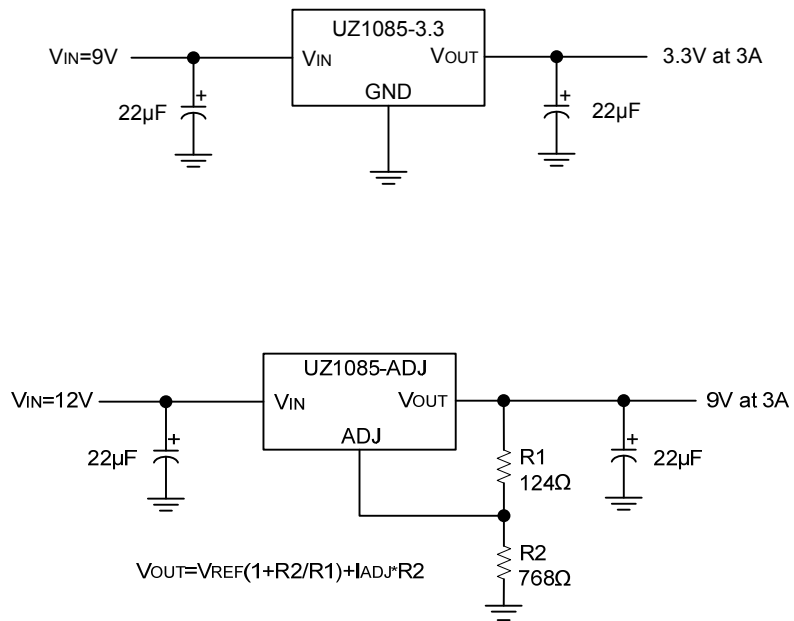 UZ1085-3.3
VIN=9V
VIN
VOUT
3.3V at 3A
GND
+
22µF
+
22µF
UZ1085-ADJ
VIN=12V
VIN
VOUT
9V at 3A
ADJ
+
22µF
R1
124Ω
+
22µF
R2
768Ω
VOUT=VREF(1+R2/R1)+IADJ*R2